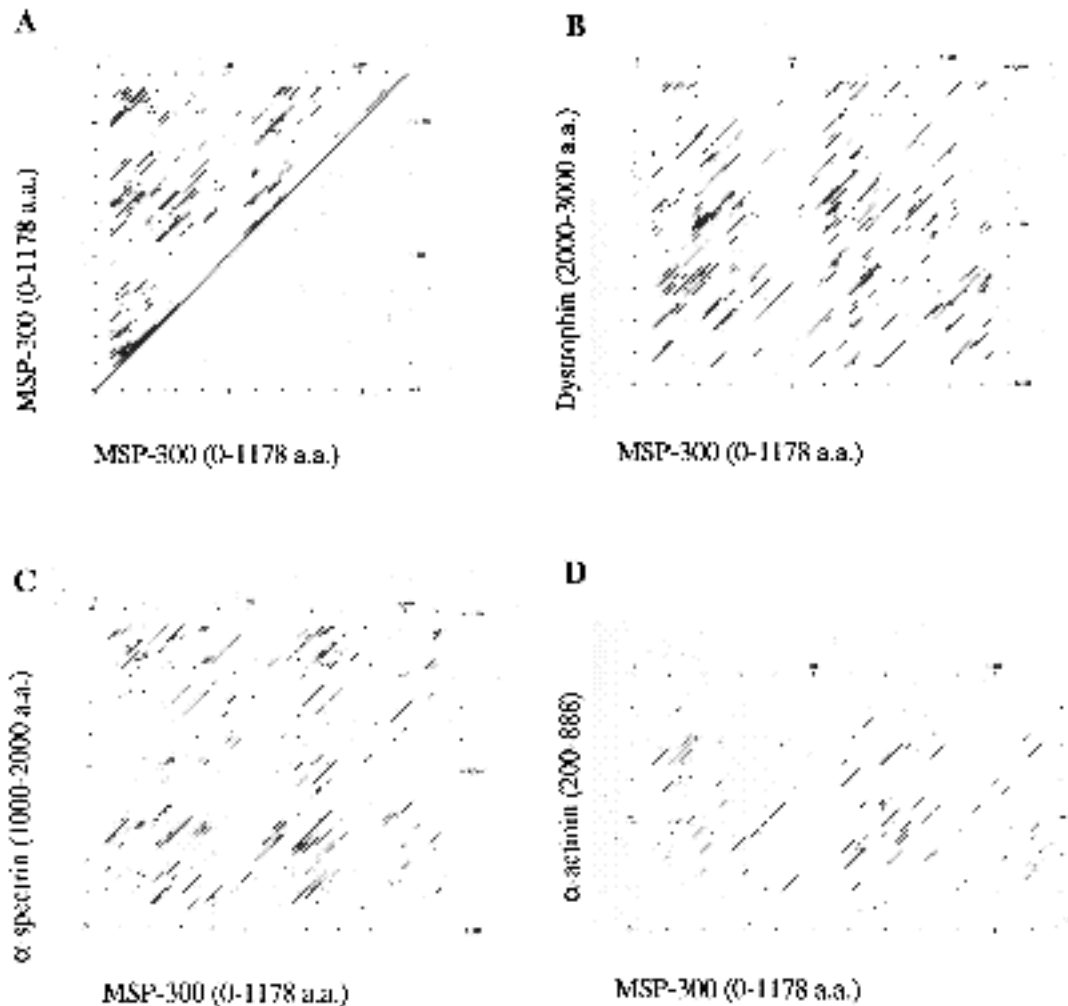 A
MSP-300 (0-1178 a.a.)
MSP-300 (0-1178 a.a.)
B
Dystrophin (2000-3000 a.a.)
MSP-300 (0-1178 a.a.)
C
α spectrin (1000-2000 a.a.)
MSP-300 (0-1178 a.a.)
D
α-actinin (200-886)
MSP-300 (0-1178 a.a.)